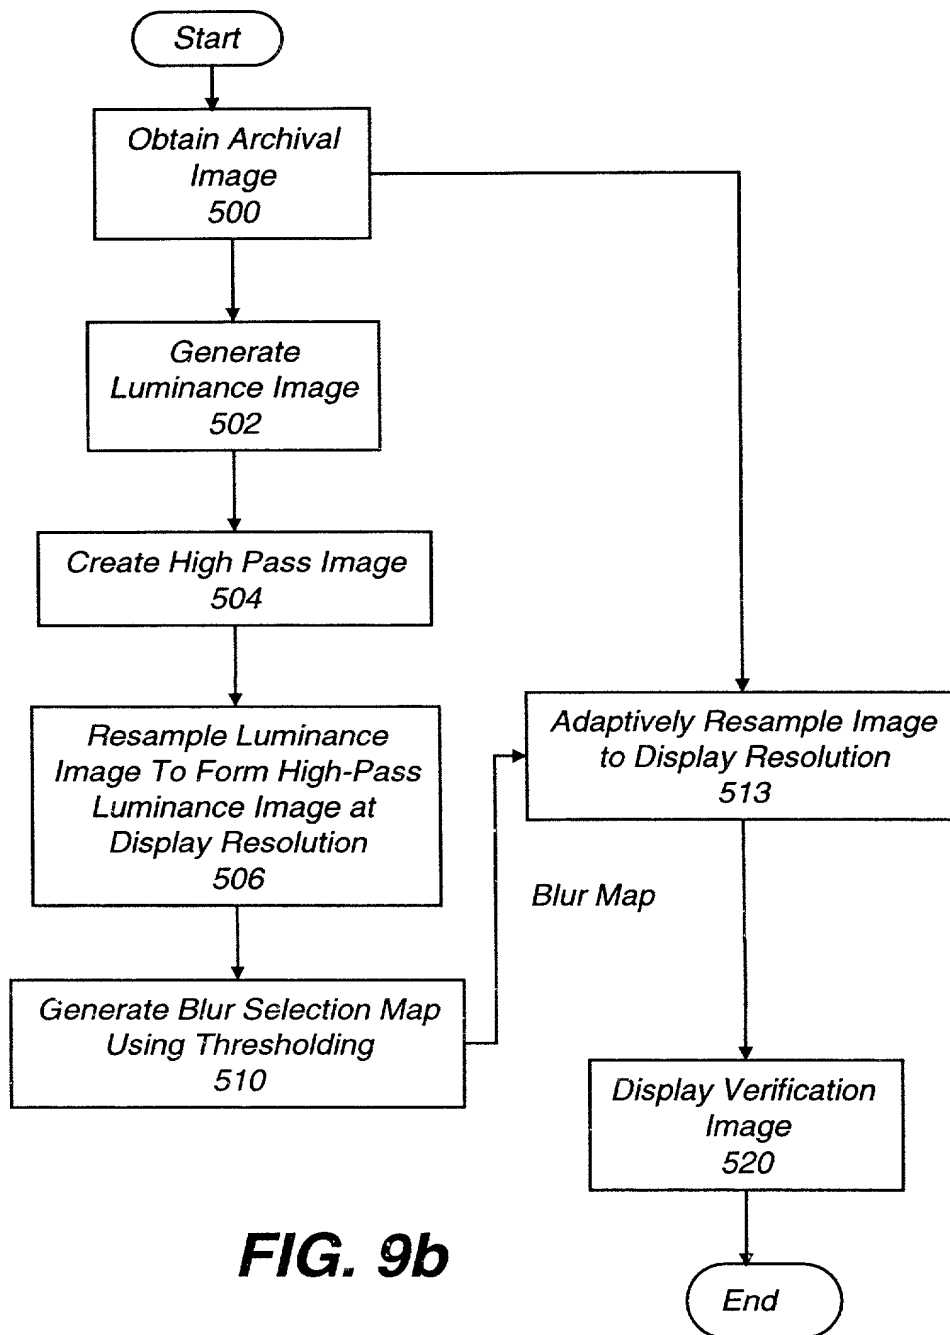 Start
Obtain Archival
Image
500
Generate
Luminance Image
502
Create High Pass Image
504
Resample Luminance
Image To Form High-Pass
Luminance Image at
Display Resolution
506
Generate Blur Selection Map
Using Thresholding
510
Blur Map
Adaptively Resample Image
to Display Resolution
513
Display Verification
Image
520
End
FIG. 9b